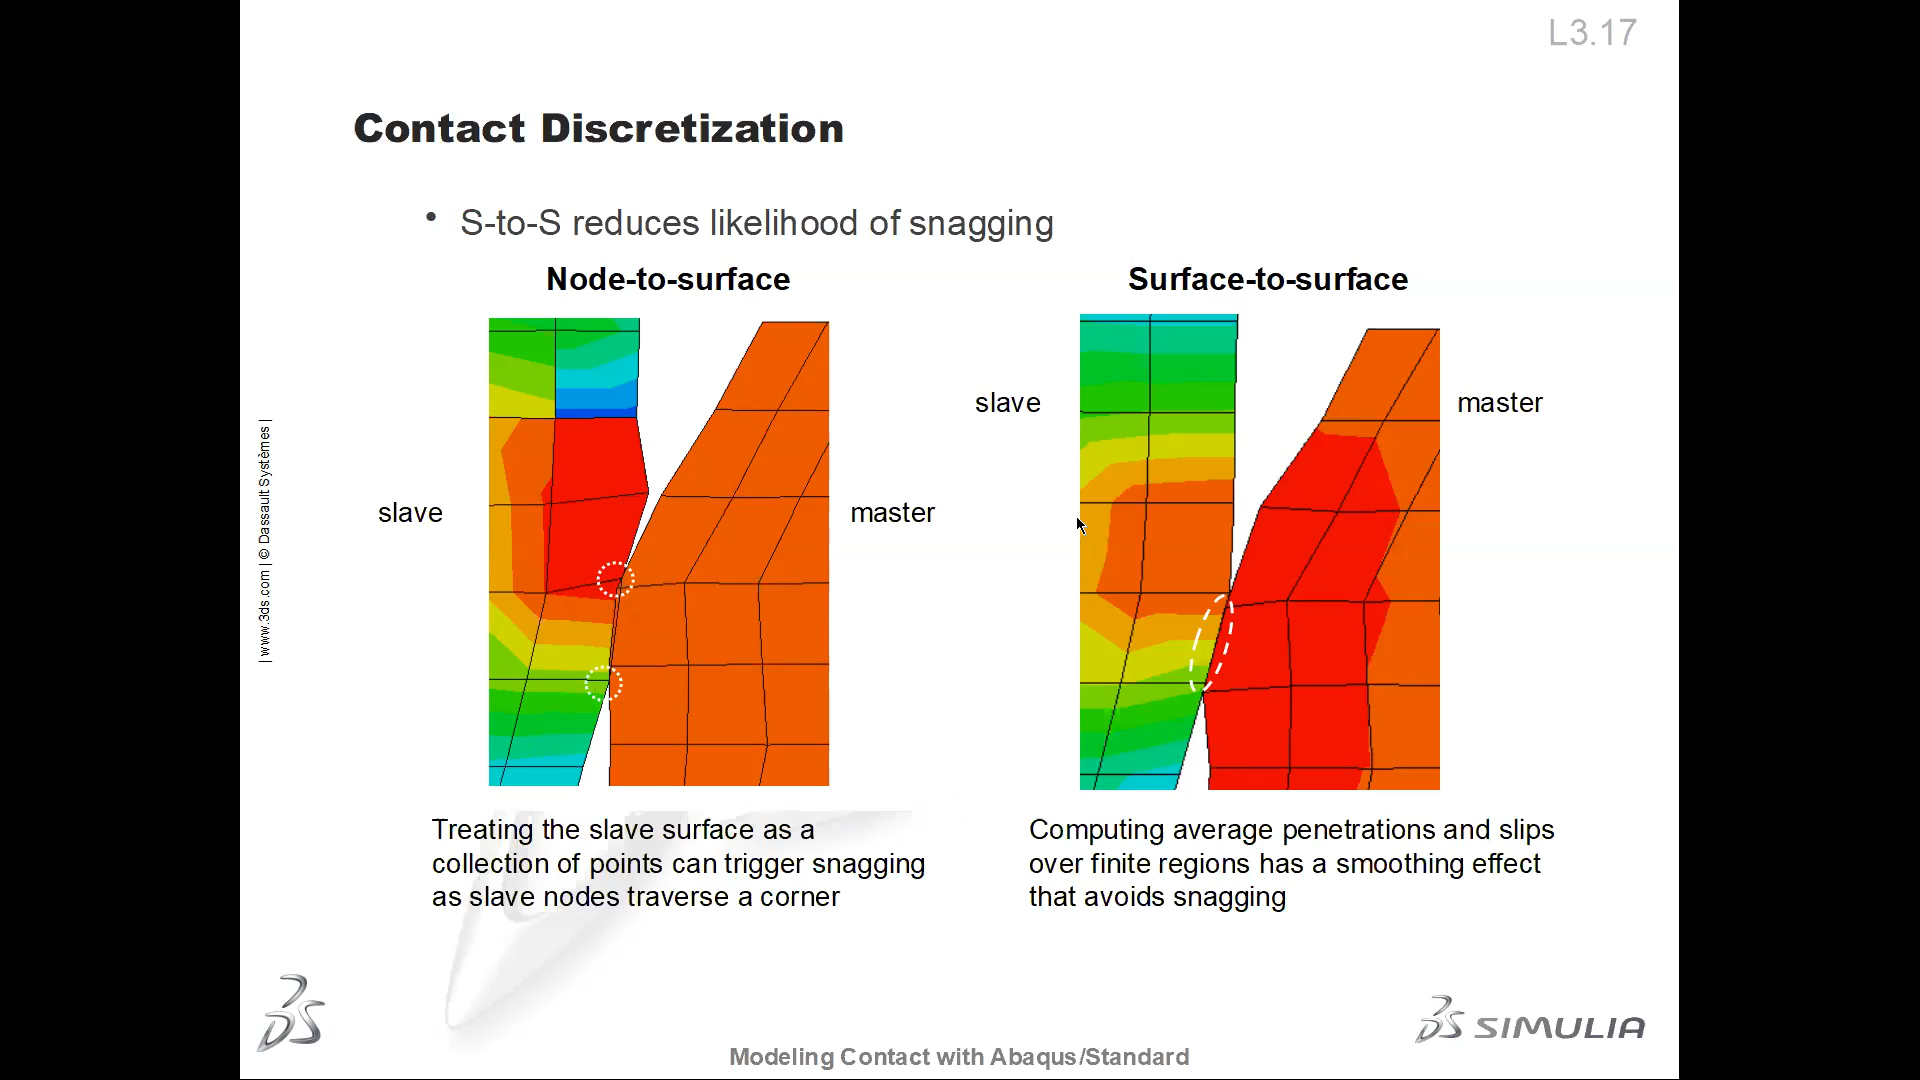 L3.17
Contact Discretization
• S-to-S reduces likelihood of snagging
Node-to-surface
Surface-to-surface
slave
master
slave
master
Treating the slave surface as a
collection of points can trigger snagging
as slave nodes traverse a corner
Computing average penetrations and slips
over finite regions has a smoothing effect
that avoids snagging
| www.3ds.com | © Dassault Systèmes |
DS
DS SIMULIA
Modeling Contact with Abaqus/Standard